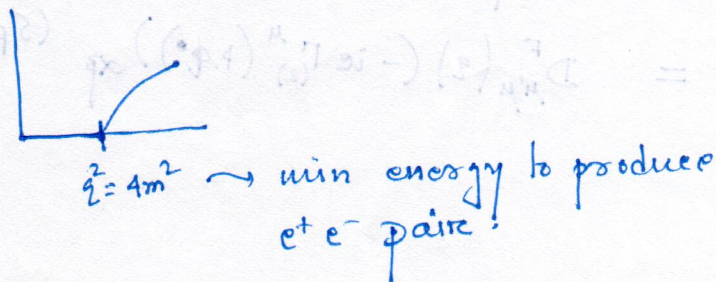 q² = 4m² → min energy to produce
e⁺ e⁻ pair!